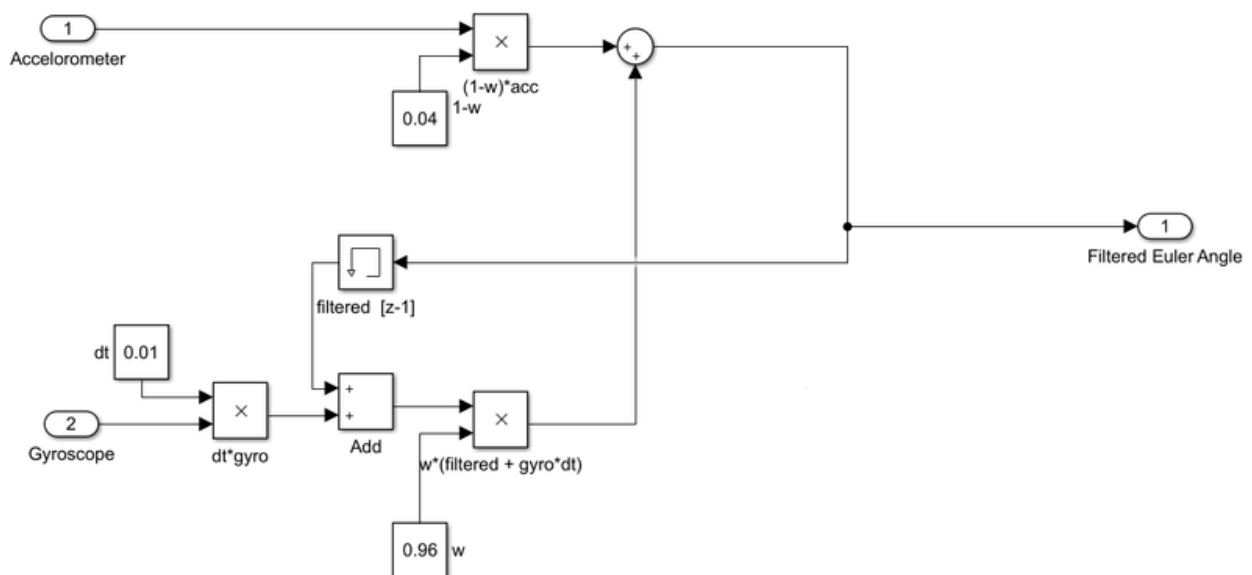 1
Accelorometer
×
(1-w)*acc
0.04
1-w
+
+
1
Filtered Euler Angle
filtered [z-1]
dt
0.01
×
dt*gyro
2
Gyroscope
+
+
Add
×
w*(filtered + gyro*dt)
0.96
w